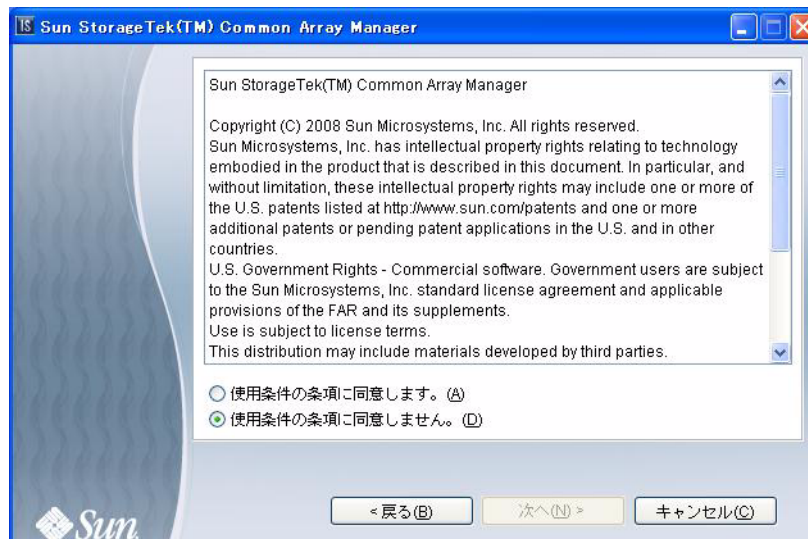 Sun StorageTek(TM) Common Array Manager
Sun StorageTek(TM) Common Array Manager
Copyright (C) 2008 Sun Microsystems, Inc. All rights reserved.
Sun Microsystems, Inc. has intellectual property rights relating to technology
embodied in the product that is described in this document. In particular, and
without limitation, these intellectual property rights may include one or more of
the U.S. patents listed at http://www.sun.com/patents and one or more
additional patents or pending patent applications in the U.S. and in other
countries.
U.S. Government Rights - Commercial software. Government users are subject
to the Sun Microsystems, Inc. standard license agreement and applicable
provisions of the FAR and its supplements.
Use is subject to license terms.
This distribution may include materials developed by third parties.
使用条件の条項に同意します。(A)
使用条件の条項に同意しません。(D)
<戻る(B)
次へ(N) >
キャンセル(C)
Sun